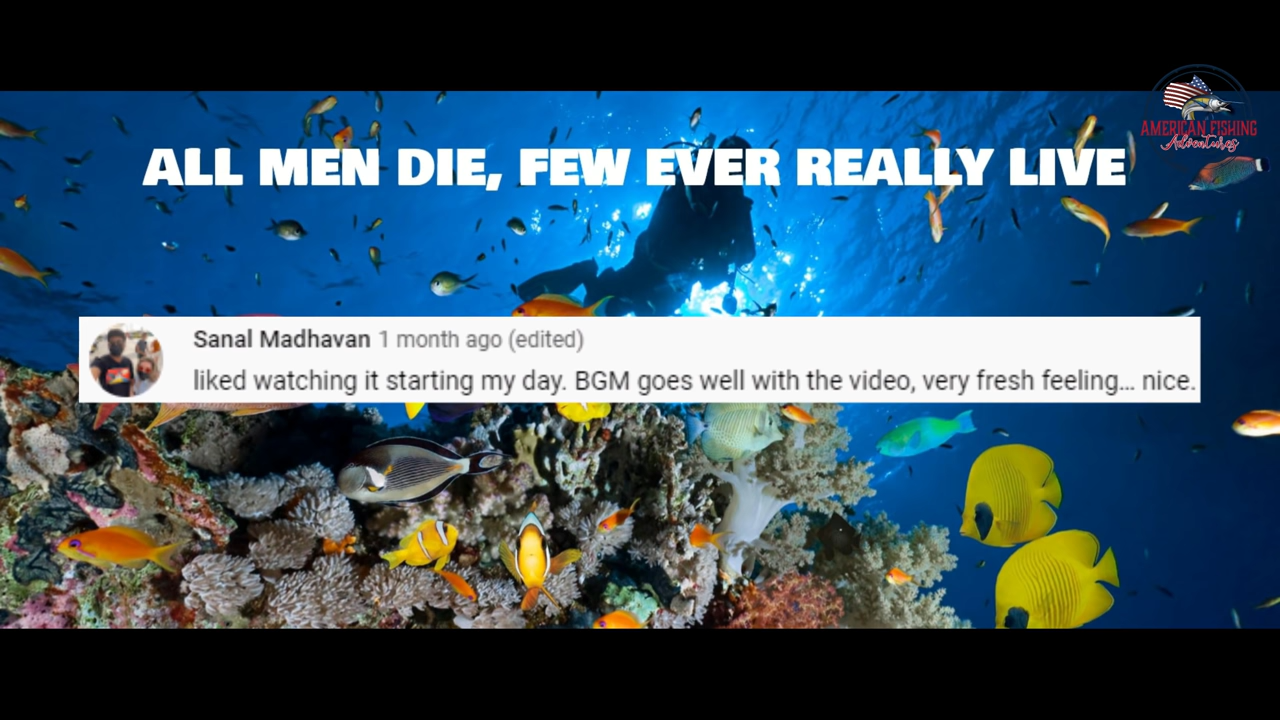 AMERICAN FISHING
Adventures
ALL MEN DIE, FEW EVER REALLY LIVE
Sanal Madhavan 1 month ago (edited)
liked watching it starting my day. BGM goes well with the video, very fresh feeling... nice.